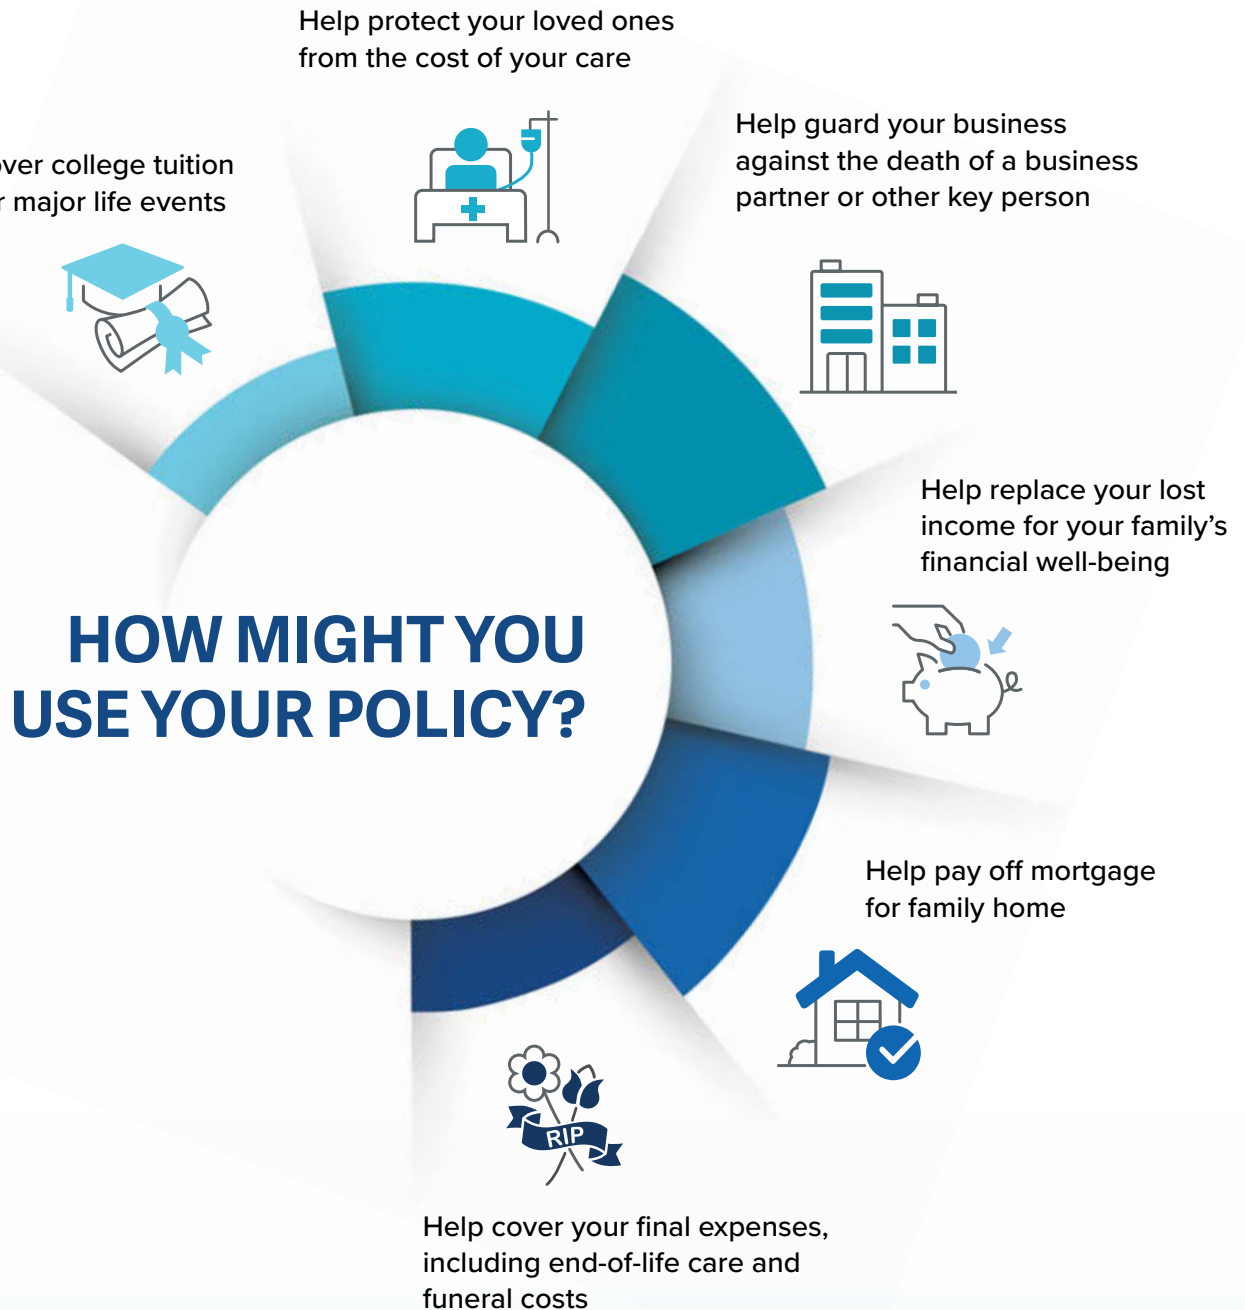 Help protect your loved ones
from the cost of your care
Help guard your business
against the death of a business
partner or other key person
college tuition
major life events
Help replace your lost
income for your family’s
financial well-being
HOW MIGHT YOU
USE YOUR POLICY?
Help pay off mortgage
for family home
RIP
Help cover your final expenses,
including end-of-life care and
funeral costs